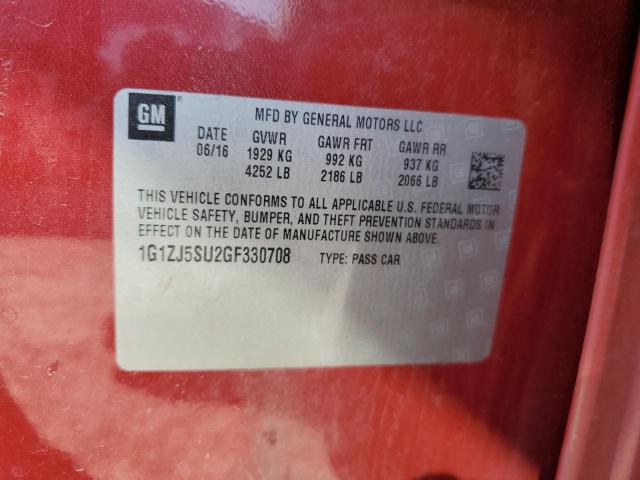 GM ®
MFD BY GENERAL MOTORS LLC
DATE GVWR GAWR FRT GAWR RR
06/16 1929 KG 992 KG 937 KG
4252 LB 2186 LB 2066 LB
THIS VEHICLE CONFORMS TO ALL APPLICABLE U.S. FEDERAL MOTOR
VEHICLE SAFETY, BUMPER, AND THEFT PREVENTION STANDARDS IN
EFFECT ON THE DATE OF MANUFACTURE SHOWN ABOVE.
1G1ZJ5SU2GF330708 TYPE: PASS CAR